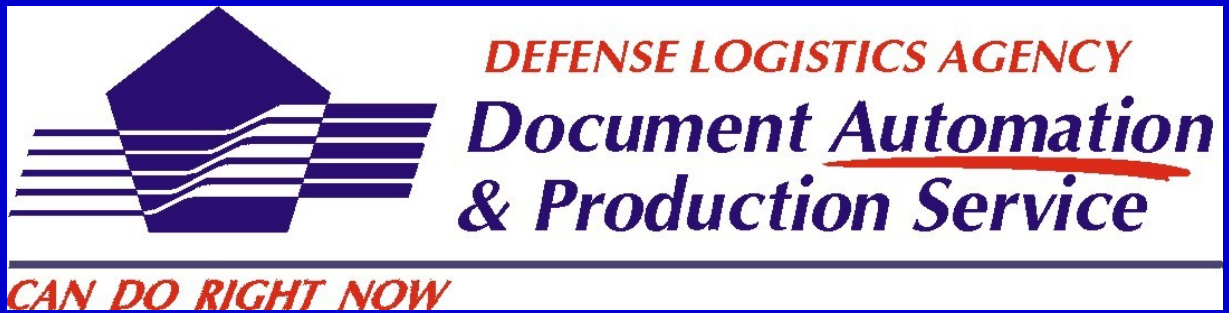 DEFENSE LOGISTICS AGENCY
Document Automation
& Production Service
CAN DO RIGHT NOW